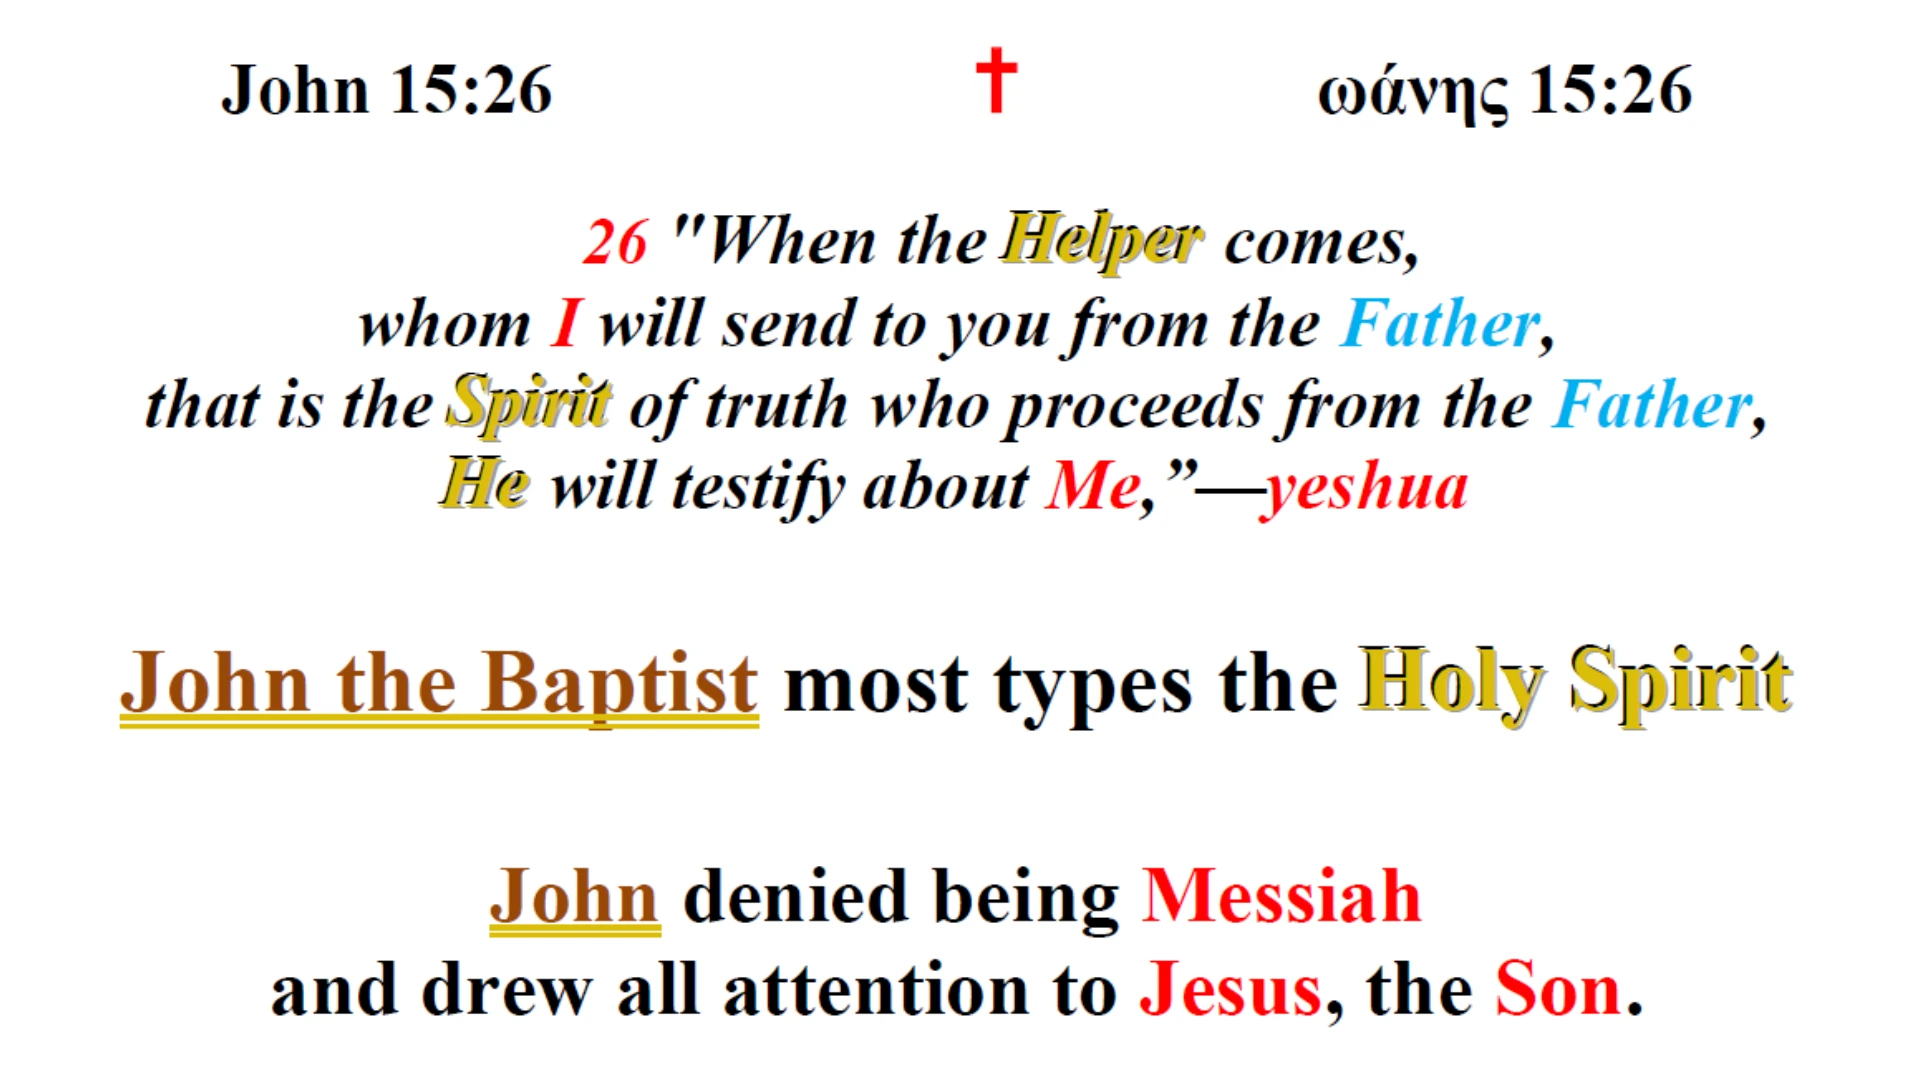 John 15:26 ✝ ωάνης 15:26
26 "When the Helper comes,
whom I will send to you from the Father,
that is the Spirit of truth who proceeds from the Father,
He will testify about Me,”—yeshua
John the Baptist most types the Holy Spirit
John denied being Messiah
and drew all attention to Jesus, the Son.